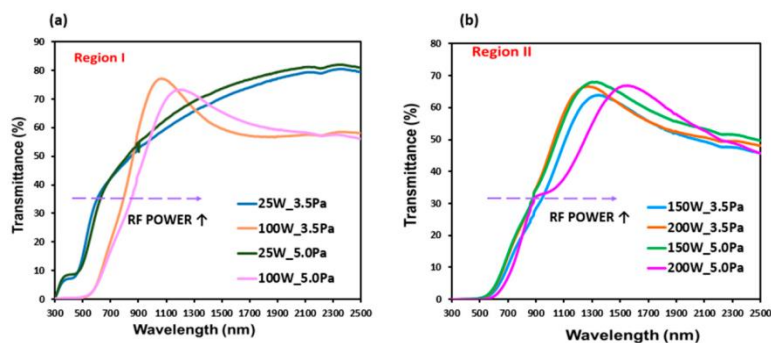 (a)
Region I
Transmittance (%)
90
80
70
60
50
40
30
20
10
0
RF POWER ↑
25W_3.5Pa
100W_3.5Pa
25W_5.0Pa
100W_5.0Pa
300 500 700 900 1100 1300 1500 1700 1900 2100 2300 2500
Wavelength (nm)
(b)
Region II
Transmittance (%)
80
70
60
50
40
30
20
10
0
RF POWER ↑
150W_3.5Pa
200W_3.5Pa
150W_5.0Pa
200W_5.0Pa
300 500 700 900 1100 1300 1500 1700 1900 2100 2300 2500
Wavelength (nm)